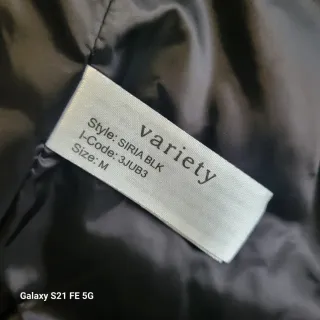 variety
Style: SIRIA BLK
I-Code: 3JUB3
Size: M
Galaxy S21 FE 5G